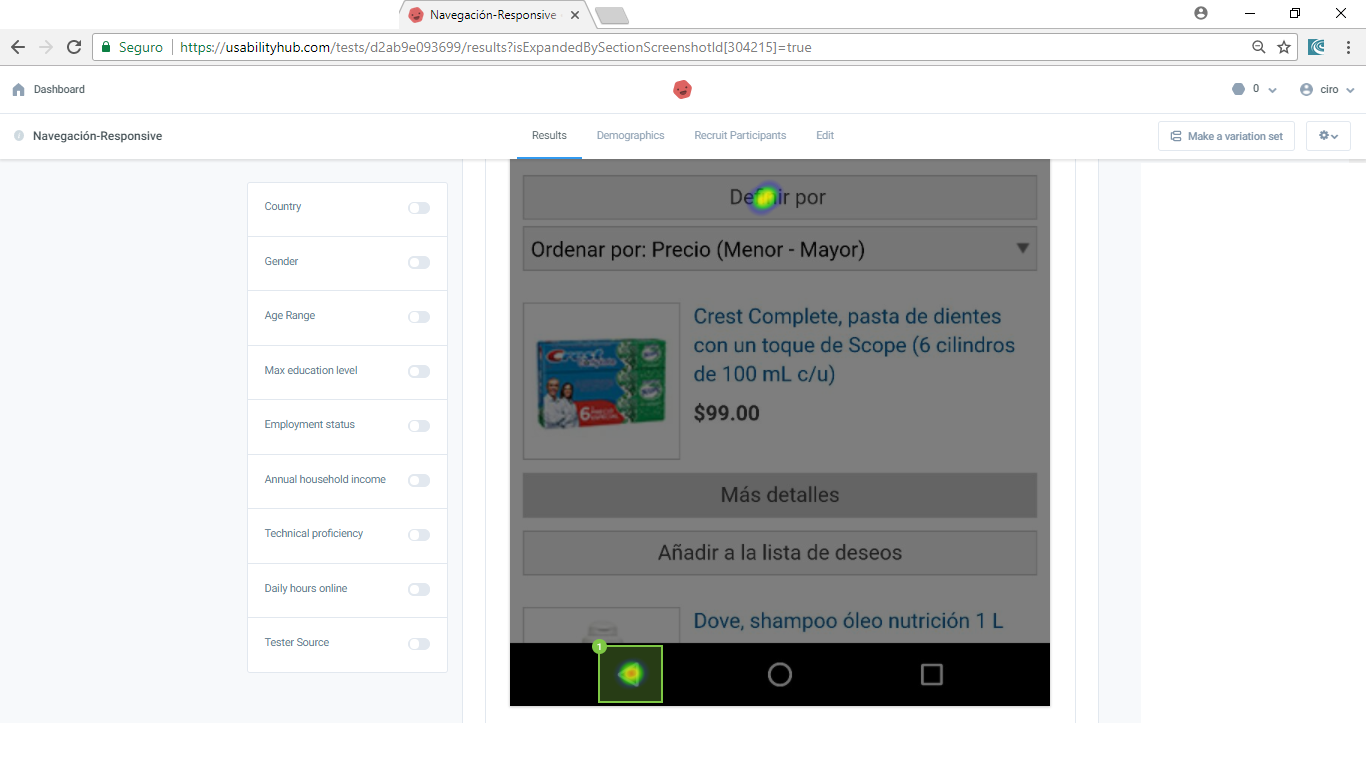 Navegación-Responsive
Seguro
https://usabilityhub.com/tests/d2ab9e093699/results?isExpandedBySectionScreenshotId[304215]=true
Dashboard
0
ciro
Navegación-Responsive
Results
Demographics
Recruit Participants
Edit
Make a variation set
Country
Gender
Age Range
Max education level
Employment status
Annual household income
Technical proficiency
Daily hours online
Tester Source
Definir por
Ordenar por: Precio (Menor - Mayor)
Crest Complete, pasta de dientes
con un toque de Scope (6 cilindros
de 100 mL c/u)
$99.00
Más detalles
Añadir a la lista de deseos
Dove, shampoo óleo nutrición 1 L
1